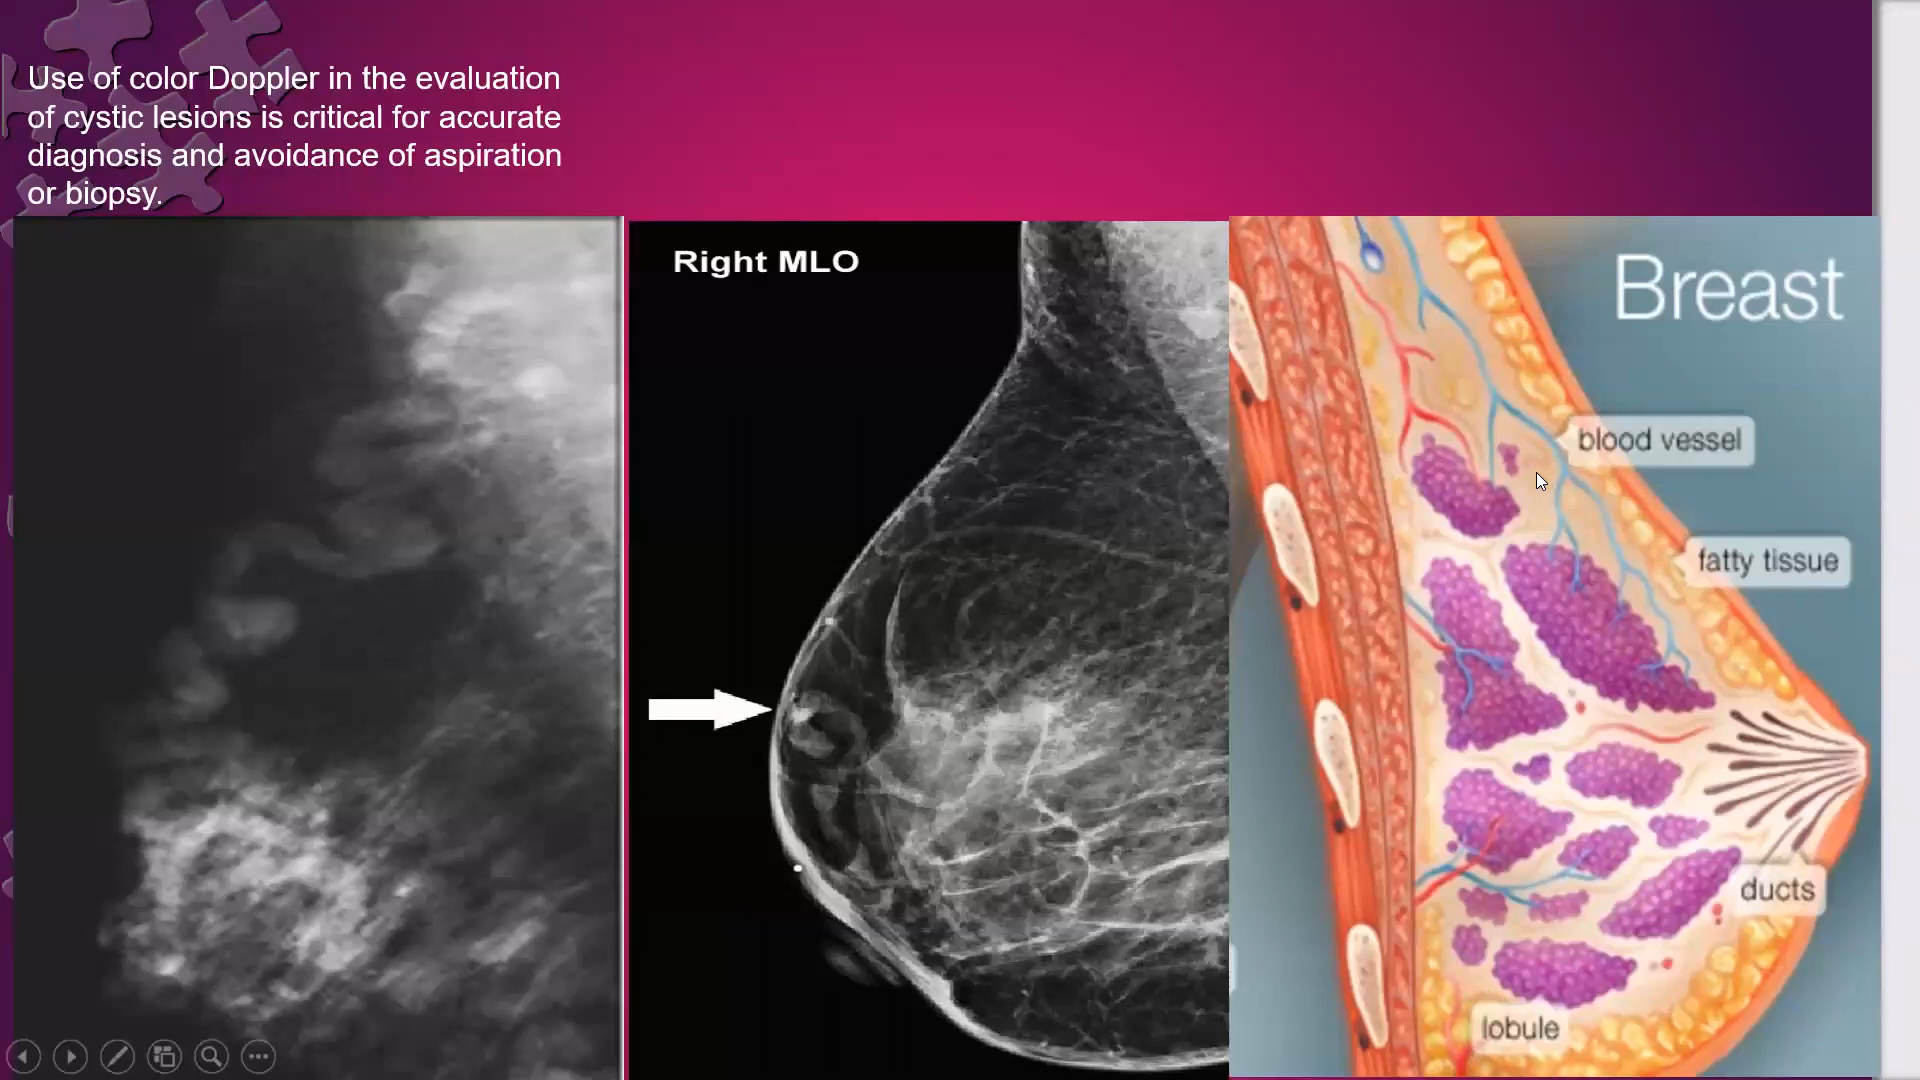 Use of color Doppler in the evaluation
of cystic lesions is critical for accurate
diagnosis and avoidance of aspiration
or biopsy.
Right MLO
Breast
blood vessel
fatty tissue
ducts
lobule